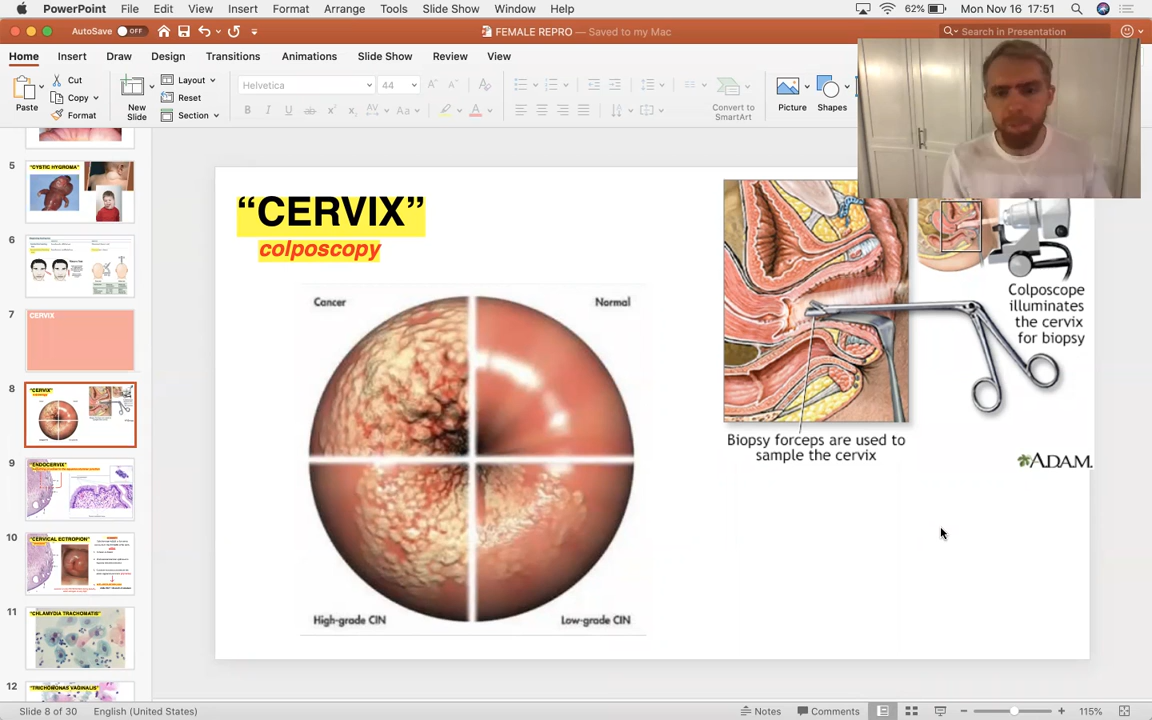 PowerPoint File Edit View Insert Format Arrange Tools Slide Show Window Help 62% Mon Nov 16 17:51
AutoSave OFF FEMALE REPRO — Saved to my Mac Search in Presentation
Home Insert Draw Design Transitions Animations Slide Show Review View
Paste Cut Copy Format
New Slide Layout Reset Section
Helvetica 44
Convert to SmartArt
Picture Shapes
5 "CYSTIC HYGROMA"
6
7 CERVIX
8 "CERVIX"
9 "ENDOCERVIX"
10 "CERVICAL ECTROPION"
11 "CHLAMYDIA TRACHOMATIS"
12 "TRICHOMONAS VAGINALIS"
“CERVIX”
colposcopy
Cancer
Normal
High-grade CIN
Low-grade CIN
Colposcope
illuminates
the cervix
for biopsy
Biopsy forceps are used to
sample the cervix
ADAM.
Slide 8 of 30 English (United States) Notes Comments 115%